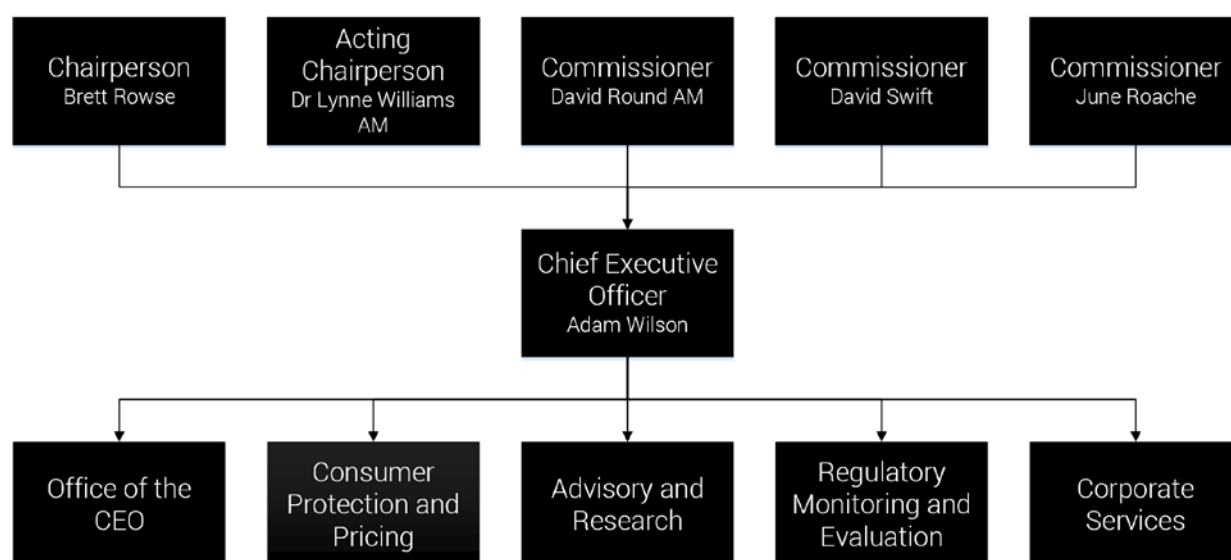 Chairperson
Brett Rowse
Acting
Chairperson
Dr Lynne Williams
AM
Commissioner
David Round AM
Commissioner
David Swift
Commissioner
June Roache
Chief Executive
Officer
Adam Wilson
Office of the
CEO
Consumer
Protection and
Pricing
Advisory and
Research
Regulatory
Monitoring and
Evaluation
Corporate
Services